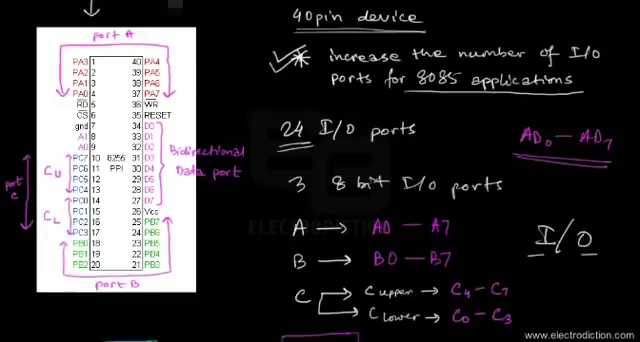 40pin device
increase the number of I/O
ports for 8085 applications
24 I/O ports
AD0 — AD7
3 8 bit I/O ports
A → A0 — A7
I/O
B → B0 — B7
C → Cupper → C4 — C7
→ Clower → C0 — C3
port A
PA3 1 40 PA4
PA2 2 39 PA5
PA1 3 38 PA6
PA0 4 37 PA7
RD 5 36 WR
CS 6 35 RESET
gnd 7 34 D0
A1 8 33 D1
A0 9 32 D2
PC7 10 8256 31 D3
PC6 11 PPI 30 D4
PC5 12 29 D5
PC4 13 28 D6
PC0 14 27 D7
PC1 15 26 Vcc
PC2 16 25 PB7
PC3 17 24 PB6
PB0 18 23 PB5
PB1 19 22 PB4
PB2 20 21 PB3
Bidirectional
Data port
port C
CU
CL
port B
ELECTRODICTION
www.electrodiction.com